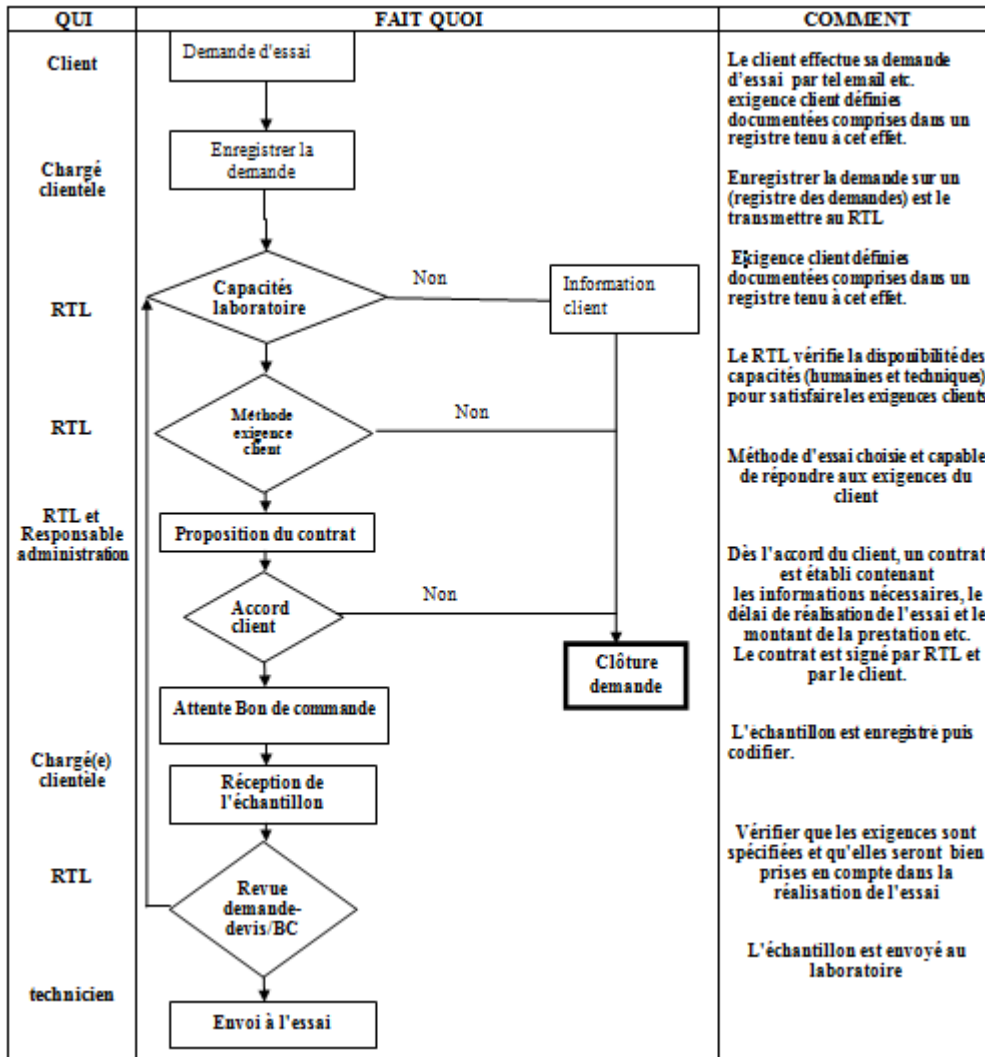 QUI
FAIT QUOI
COMMENT
Client
Demande d'essai
Le client effectue sa demande
d'essai par tel email etc.
exigence client définies
documentées comprises dans un
registre tenu à cet effet.
Chargé
clientèle
Enregistrer la
demande
Enregistrer la demande sur un
(registre des demandes) est le
transmettre au RTL
RTL
Capacités
laboratoire
Non
Information
client
Exigence client définies
documentées comprises dans un
registre tenu à cet effet.
Le RTL vérifie la disponibilité des
capacités (humaines et techniques)
pour satisfaire les exigences clients
RTL
Méthode
exigence
client
Non
Méthode d'essai choisie et capable
de répondre aux exigences du
client
RTL et
Responsable
administration
Proposition du contrat
Accord
client
Non
Clôture
demande
Dès l'accord du client, un contrat
est établi contenant
les informations nécessaires, le
délai de réalisation de l'essai et le
montant de la prestation etc.
Le contrat est signé par RTL et
par le client.
Attente Bon de commande
Chargé(e)
clientèle
Réception de
l'échantillon
L'échantillon est enregistré puis
codifier.
RTL
Revue
demande-
devis/BC
Vérifier que les exigences sont
spécifiées et qu'elles seront bien
prises en compte dans la
réalisation de l'essai
technicien
Envoi à l'essai
L'échantillon est envoyé au
laboratoire